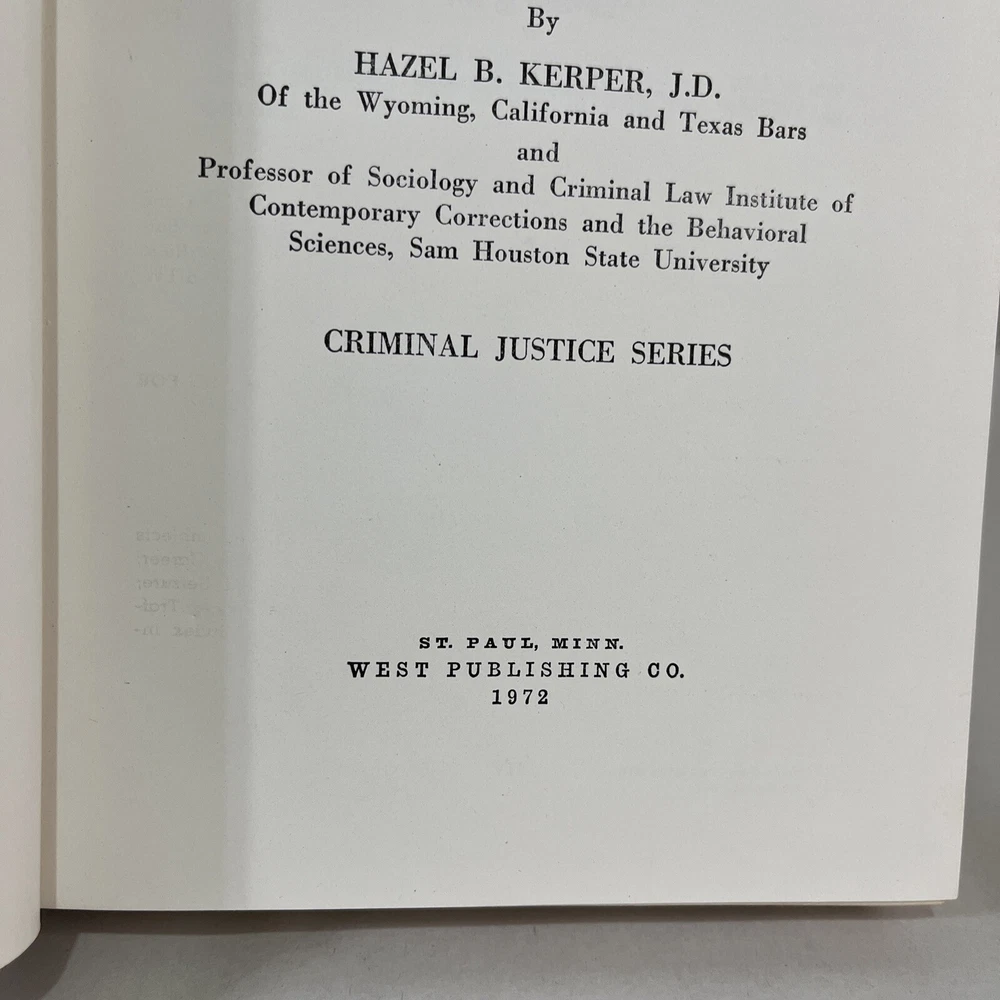 By
HAZEL B. KERPER, J.D.
Of the Wyoming, California and Texas Bars
and
Professor of Sociology and Criminal Law Institute of
Contemporary Corrections and the Behavioral
Sciences, Sam Houston State University
CRIMINAL JUSTICE SERIES
ST. PAUL, MINN.
WEST PUBLISHING CO.
1972